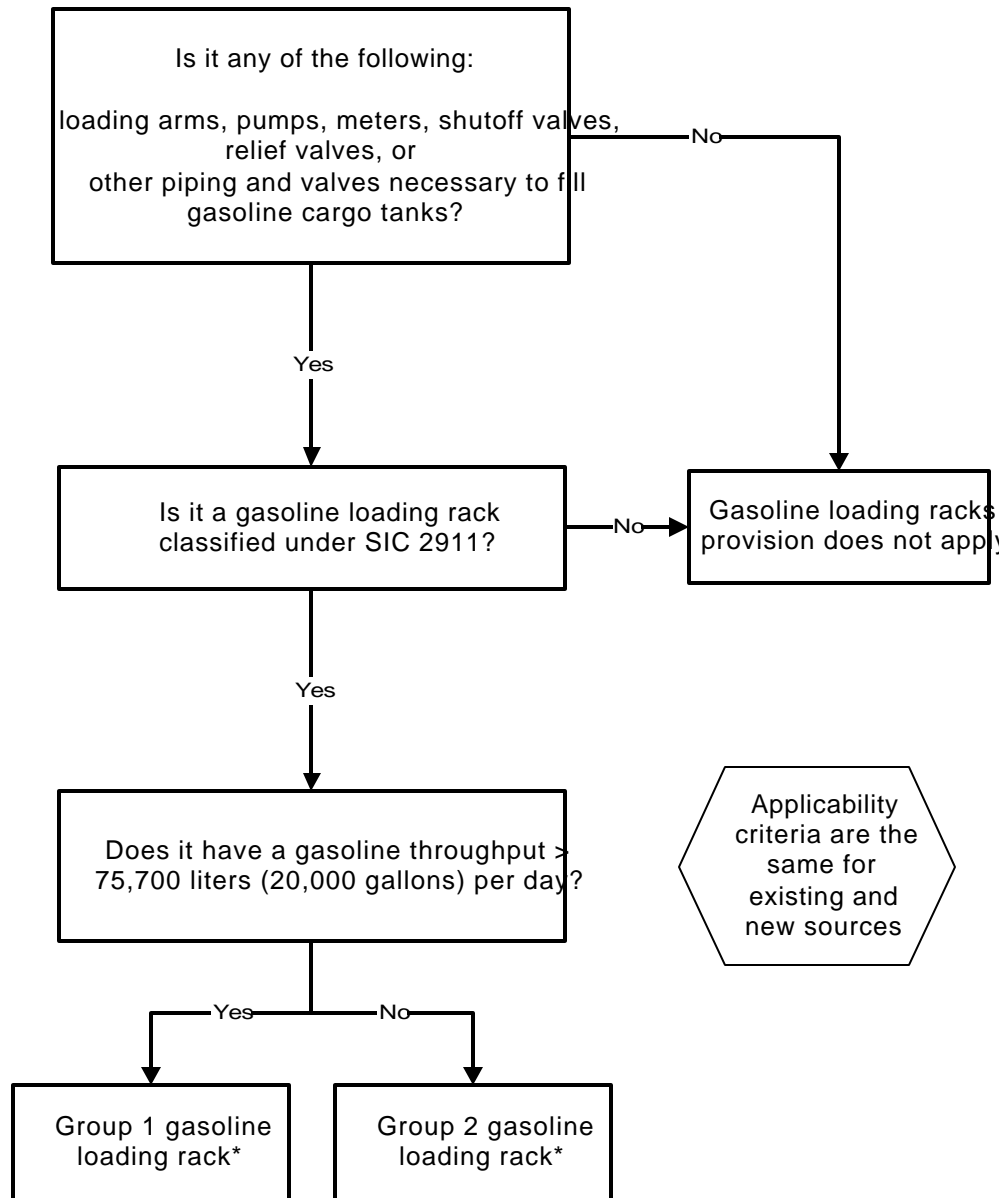 Is it any of the following:
loading arms, pumps, meters, shutoff valves,
relief valves, or
other piping and valves necessary to fill
gasoline cargo tanks?
No
Yes
Is it a gasoline loading rack
classified under SIC 2911?
No
Gasoline loading racks
provision does not apply
Yes
Does it have a gasoline throughput >
75,700 liters (20,000 gallons) per day?
Applicability
criteria are the
same for
existing and
new sources
Yes
No
Group 1 gasoline
loading rack*
Group 2 gasoline
loading rack*